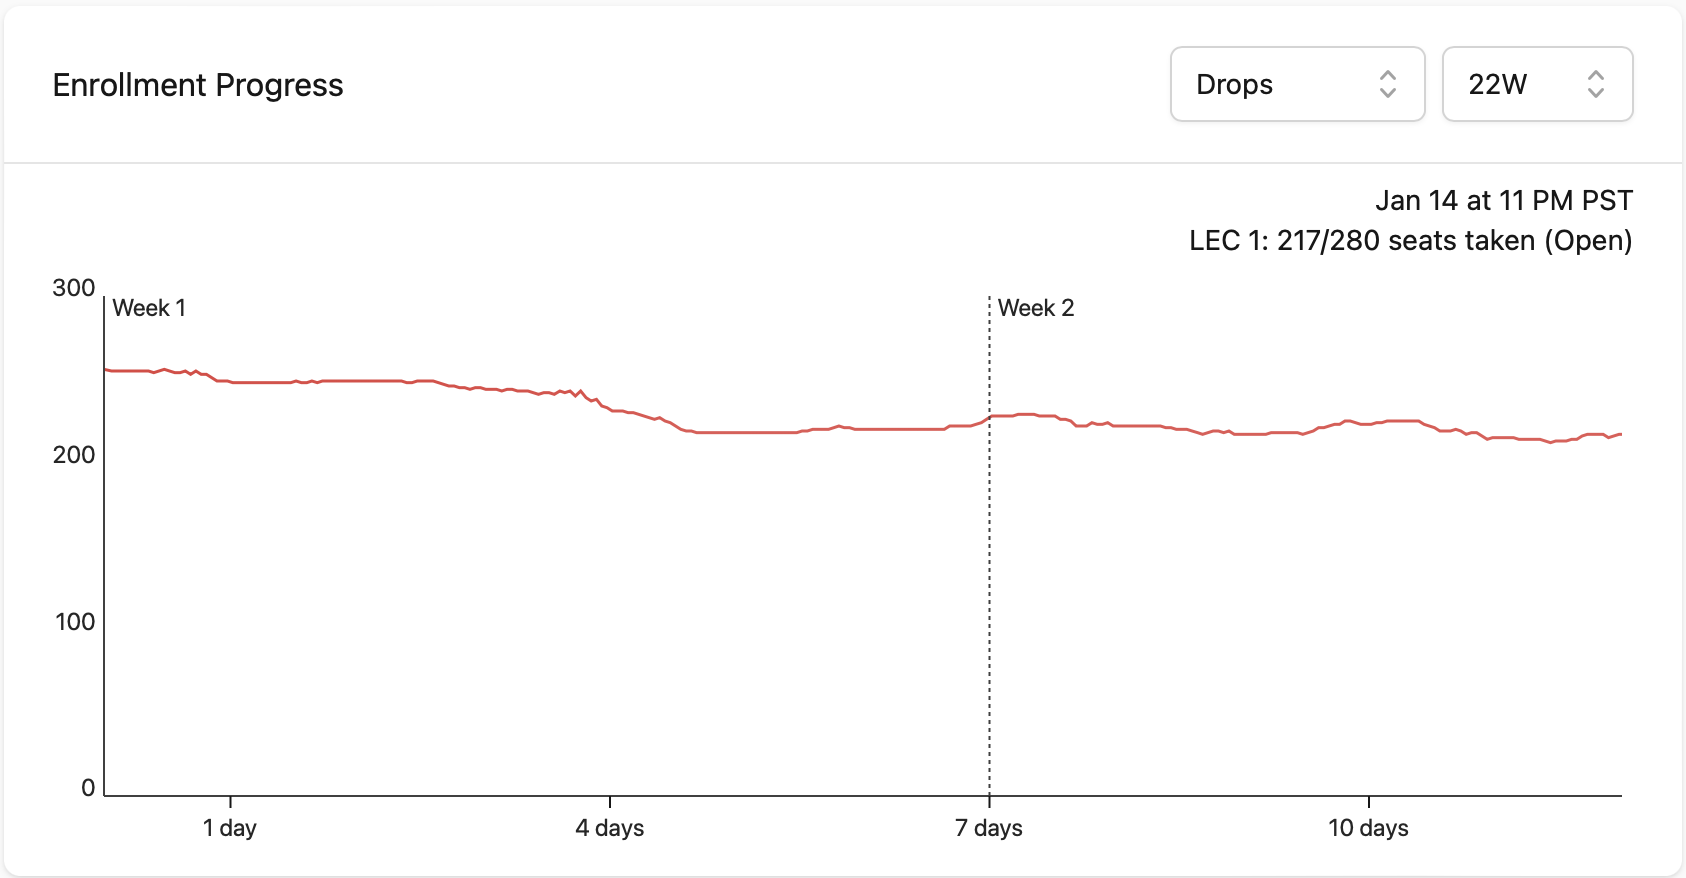 Enrollment Progress
Drops
22W
Jan 14 at 11 PM PST
LEC 1: 217/280 seats taken (Open)
300
Week 1
Week 2
200
100
0
1 day
4 days
7 days
10 days